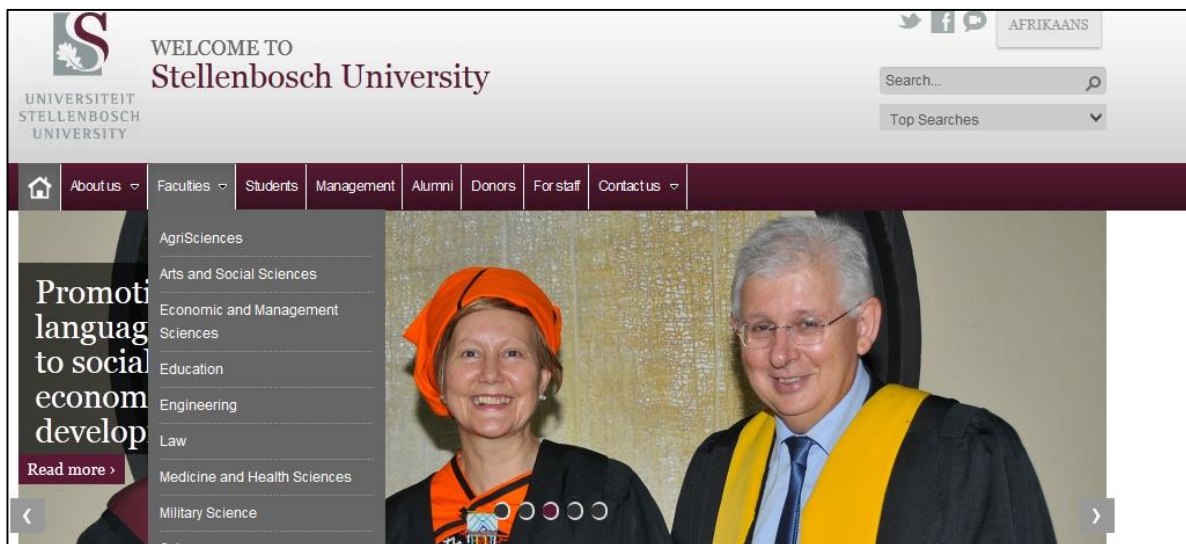 AFRIKAANS
WELCOME TO
Stellenbosch University
UNIVERSITEIT
STELLENBOSCH
UNIVERSITY
Search...
Top Searches
About us
Faculties
Students
Management
Alumni
Donors
For staff
Contact us
AgriSciences
Arts and Social Sciences
Economic and Management
Sciences
Education
Engineering
Law
Medicine and Health Sciences
Military Science
Promoti
languag
to social
econom
develop
Read more ›